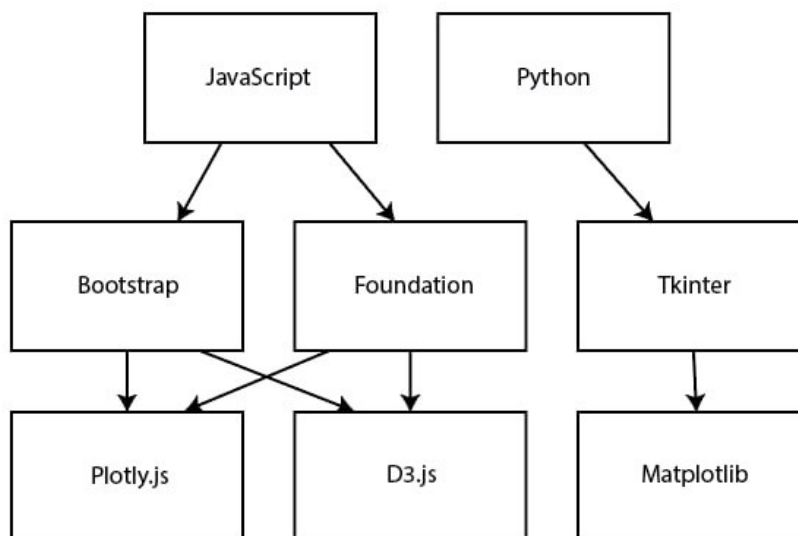 JavaScript
Python
Bootstrap
Foundation
Tkinter
Plotly.js
D3.js
Matplotlib